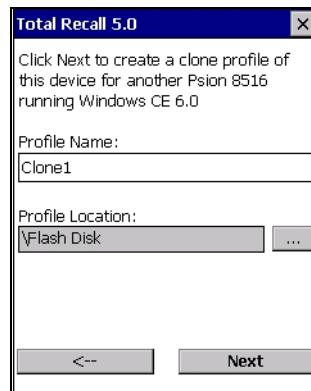 Total Recall 5.0 ×
Click Next to create a clone profile of
this device for another Psion 8516
running Windows CE 6.0
Profile Name:
Clone1
Profile Location:
\Flash Disk ...
<-- Next